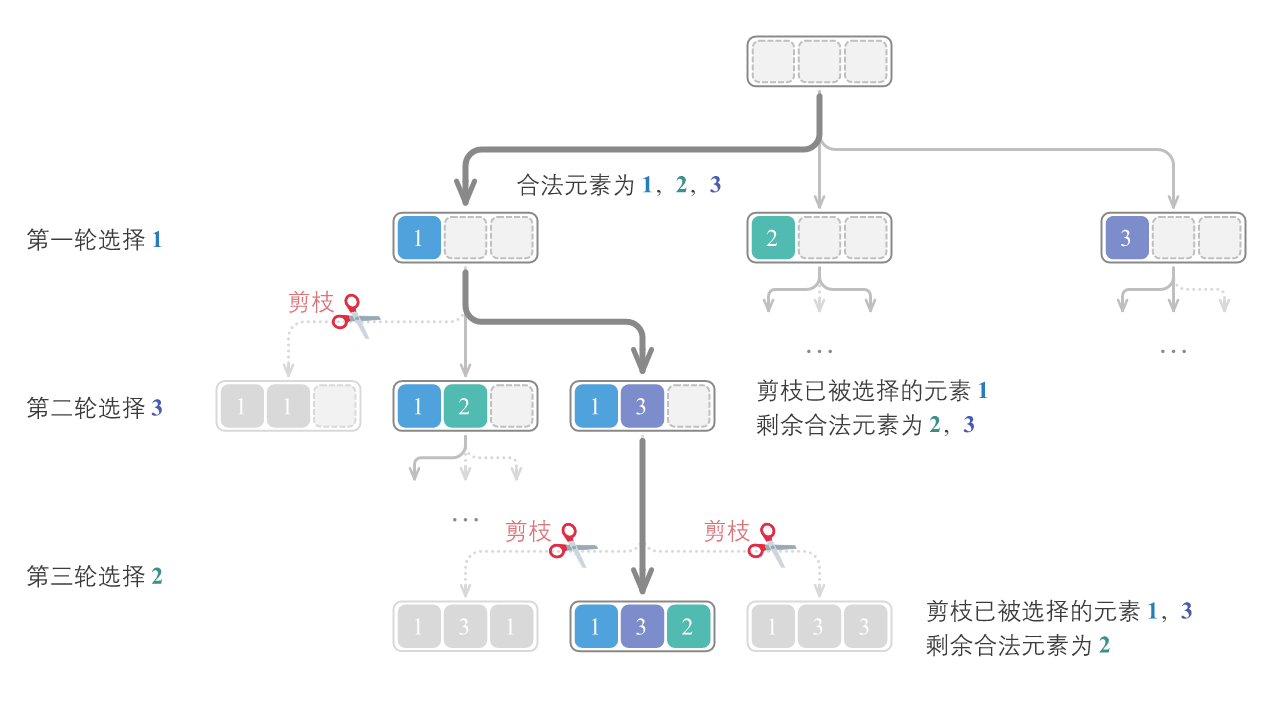 合法元素为 1，2，3
第一轮选择 1
1
2
3
剪枝
...
...
第二轮选择 3
1 1
1 2
1 3
剪枝已被选择的元素 1
剩余合法元素为 2，3
...
剪枝
剪枝
第三轮选择 2
1 3 1
1 3 2
1 3 3
剪枝已被选择的元素 1，3
剩余合法元素为 2